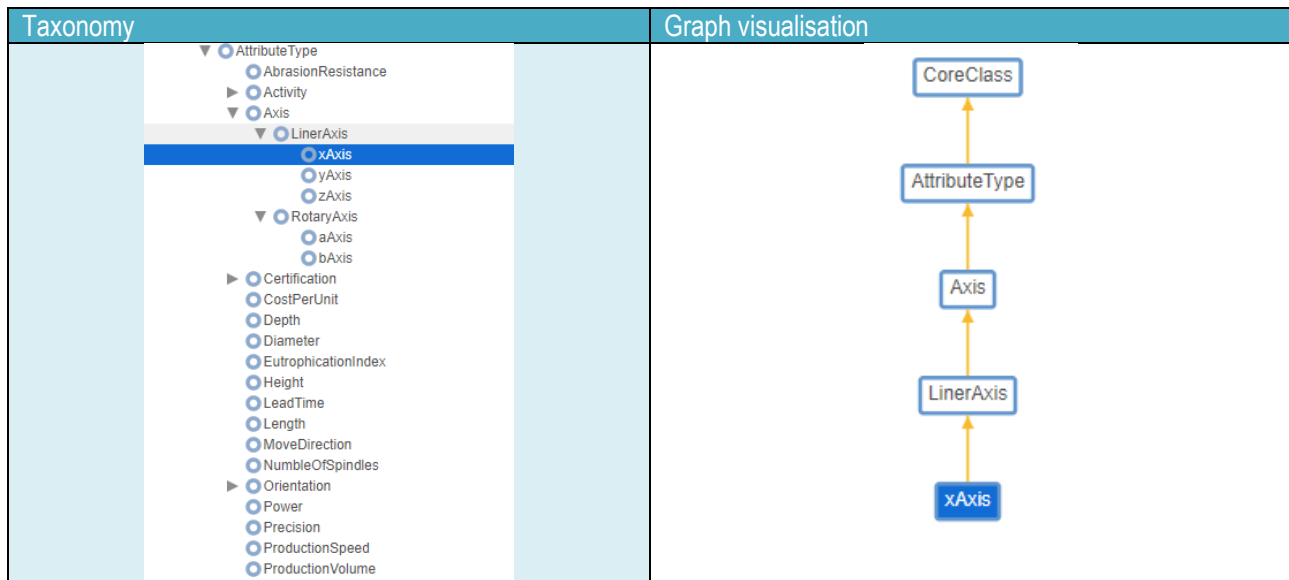 Taxonomy
AttributeType
AbrasionResistance
Activity
Axis
LinerAxis
xAxis
yAxis
zAxis
RotaryAxis
aAxis
bAxis
Certification
CostPerUnit
Depth
Diameter
EutrophicationIndex
Height
LeadTime
Length
MoveDirection
NumbleOfSpindles
Orientation
Power
Precision
ProductionSpeed
ProductionVolume
Graph visualisation
CoreClass
AttributeType
Axis
LinerAxis
xAxis